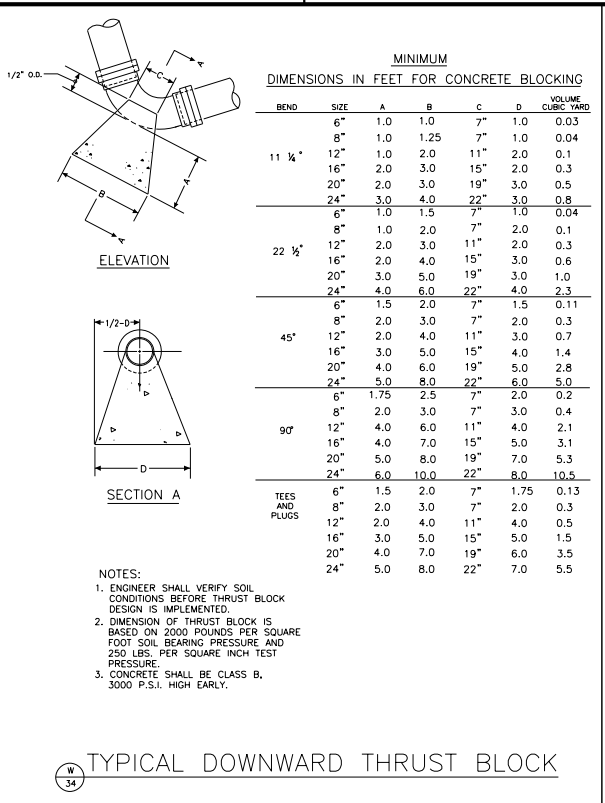 1/2" O.D.
C
A
A
B
A
ELEVATION
1/2-D
D
SECTION A
MINIMUM
DIMENSIONS IN FEET FOR CONCRETE BLOCKING
BEND SIZE A B C D VOLUME CUBIC YARD
11 ¼°
6" 1.0 1.0 7" 1.0 0.03
8" 1.0 1.25 7" 1.0 0.04
12" 1.0 2.0 11" 2.0 0.1
16" 2.0 3.0 15" 2.0 0.3
20" 2.0 3.0 19" 3.0 0.5
24" 3.0 4.0 22" 3.0 0.8
22 ½°
6" 1.0 1.5 7" 1.0 0.04
8" 1.0 2.0 7" 2.0 0.1
12" 2.0 3.0 11" 2.0 0.3
16" 2.0 4.0 15" 3.0 0.6
20" 3.0 5.0 19" 3.0 1.0
24" 4.0 6.0 22" 4.0 2.3
45°
6" 1.5 2.0 7" 1.5 0.11
8" 2.0 3.0 7" 2.0 0.3
12" 2.0 4.0 11" 3.0 0.7
16" 3.0 5.0 15" 4.0 1.4
20" 4.0 6.0 19" 5.0 2.8
24" 5.0 8.0 22" 6.0 5.0
90°
6" 1.75 2.5 7" 2.0 0.2
8" 2.0 3.0 7" 3.0 0.4
12" 4.0 6.0 11" 4.0 2.1
16" 4.0 7.0 15" 5.0 3.1
20" 5.0 8.0 19" 7.0 5.3
24" 6.0 10.0 22" 8.0 10.5
TEES
AND
PLUGS
6" 1.5 2.0 7" 1.75 0.13
8" 2.0 3.0 7" 2.0 0.3
12" 2.0 4.0 11" 4.0 0.5
16" 3.0 5.0 15" 5.0 1.5
20" 4.0 7.0 19" 6.0 3.5
24" 5.0 8.0 22" 7.0 5.5
NOTES:
1. ENGINEER SHALL VERIFY SOIL
CONDITIONS BEFORE THRUST BLOCK
DESIGN IS IMPLEMENTED.
2. DIMENSION OF THRUST BLOCK IS
BASED ON 2000 POUNDS PER SQUARE
FOOT SOIL BEARING PRESSURE AND
250 LBS. PER SQUARE INCH TEST
PRESSURE.
3. CONCRETE SHALL BE CLASS B,
3000 P.S.I. HIGH EARLY.
W
34
TYPICAL DOWNWARD THRUST BLOCK